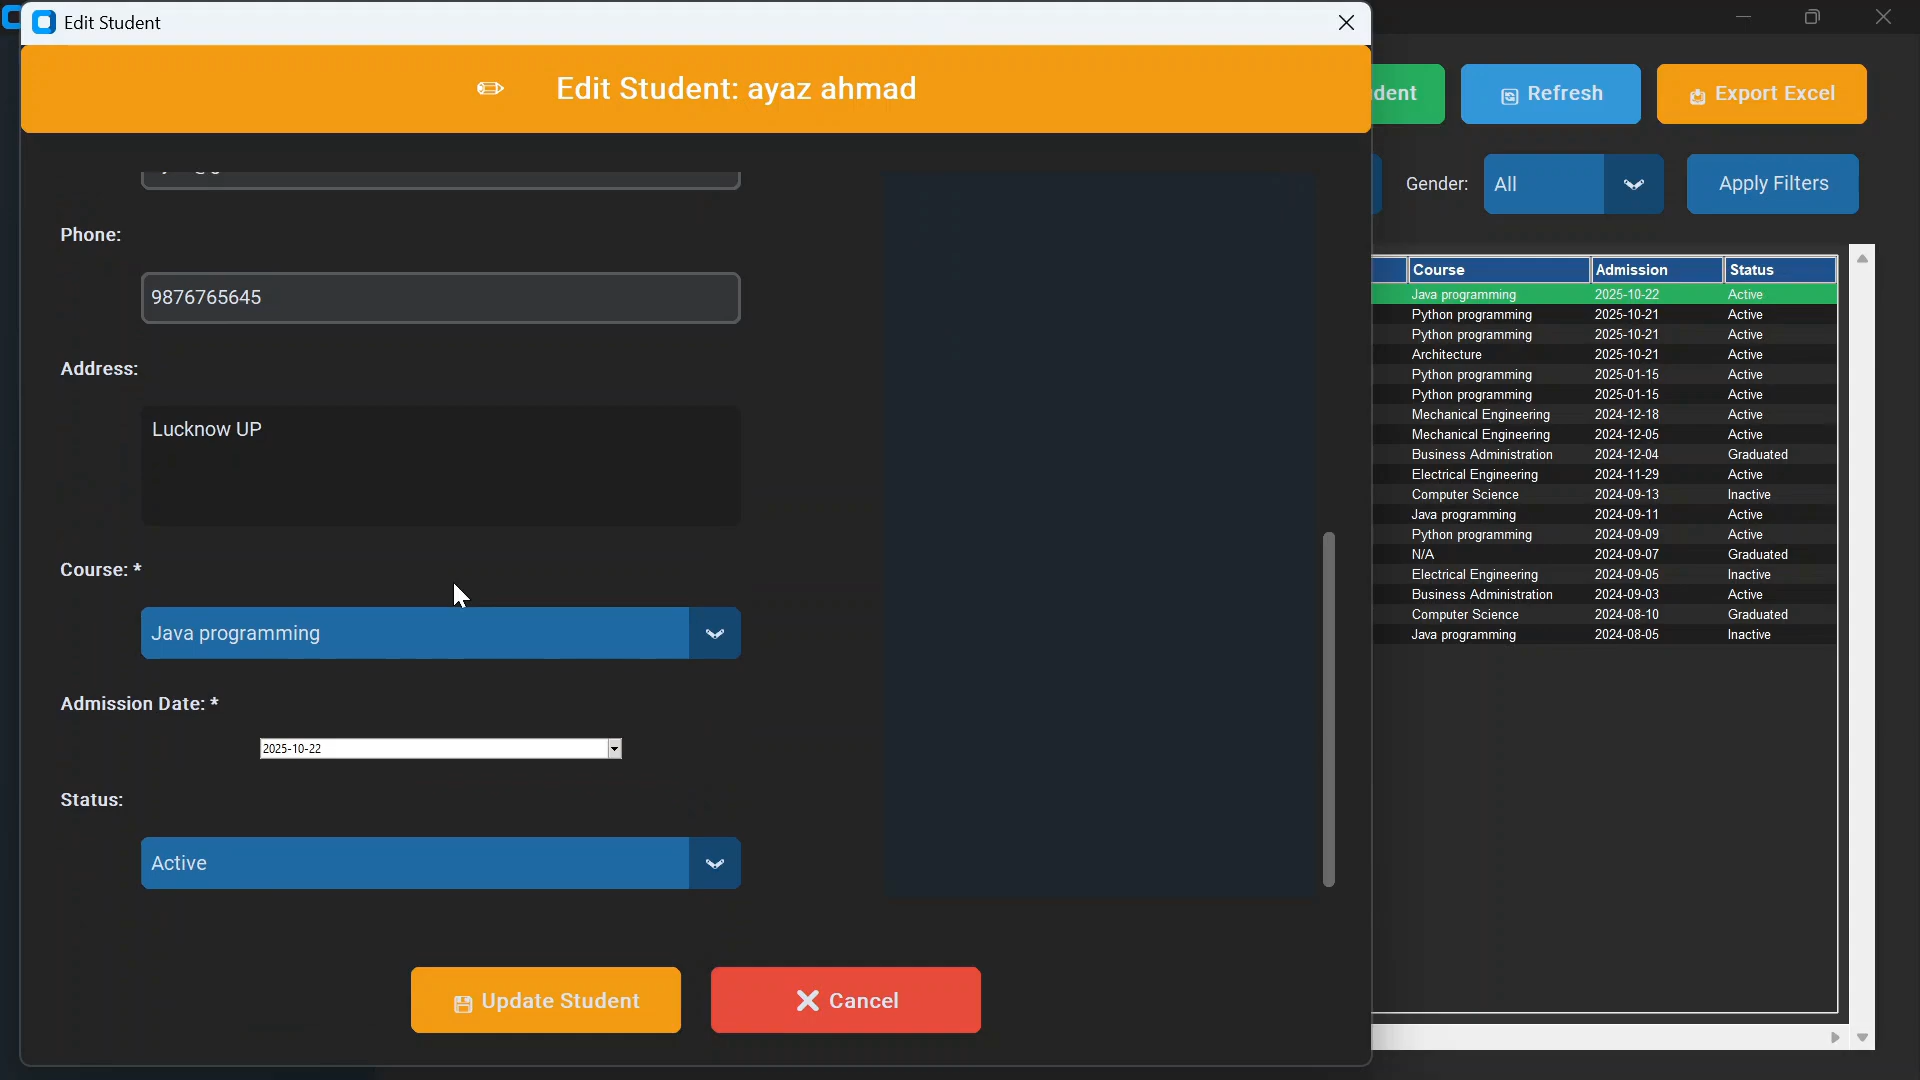 Edit Student
Edit Student: ayaz ahmad
dent
Refresh
Export Excel
Gender:
All
Apply Filters
Phone:
9876765645
Address:
Lucknow UP
Course: *
Java programming
Admission Date: *
2025-10-22
Status:
Active
Update Student
Cancel
Course Admission Status
Java programming 2025-10-22 Active
Python programming 2025-10-21 Active
Python programming 2025-10-21 Active
Architecture 2025-10-21 Active
Python programming 2025-01-15 Active
Python programming 2025-01-15 Active
Mechanical Engineering 2024-12-18 Active
Mechanical Engineering 2024-12-05 Active
Business Administration 2024-12-04 Graduated
Electrical Engineering 2024-11-29 Active
Computer Science 2024-09-13 Inactive
Java programming 2024-09-11 Active
Python programming 2024-09-09 Active
N/A 2024-09-07 Graduated
Electrical Engineering 2024-09-05 Inactive
Business Administration 2024-09-03 Active
Computer Science 2024-08-10 Graduated
Java programming 2024-08-05 Inactive